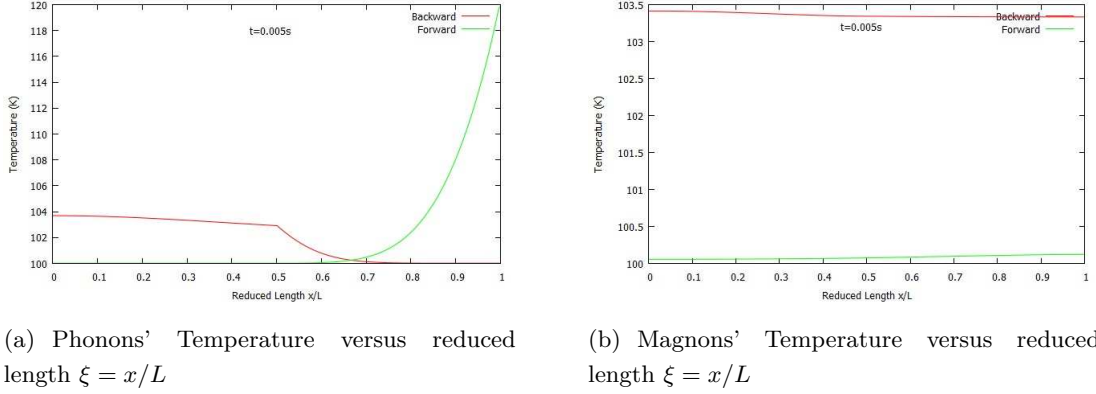 120
118
116
114
112
110
108
106
104
102
100
Temperature (K)
t=0.005s
Backward
Forward
0 0.1 0.2 0.3 0.4 0.5 0.6 0.7 0.8 0.9 1
Reduced Length x/L
(a) Phonons' Temperature versus reduced
length ξ = x/L
103.5
103
102.5
102
101.5
101
100.5
100
Temperature (K)
Backward
t=0.005s
Forward
0 0.1 0.2 0.3 0.4 0.5 0.6 0.7 0.8 0.9 1
Reduced Length x/L
(b) Magnons' Temperature versus reduced
length ξ = x/L